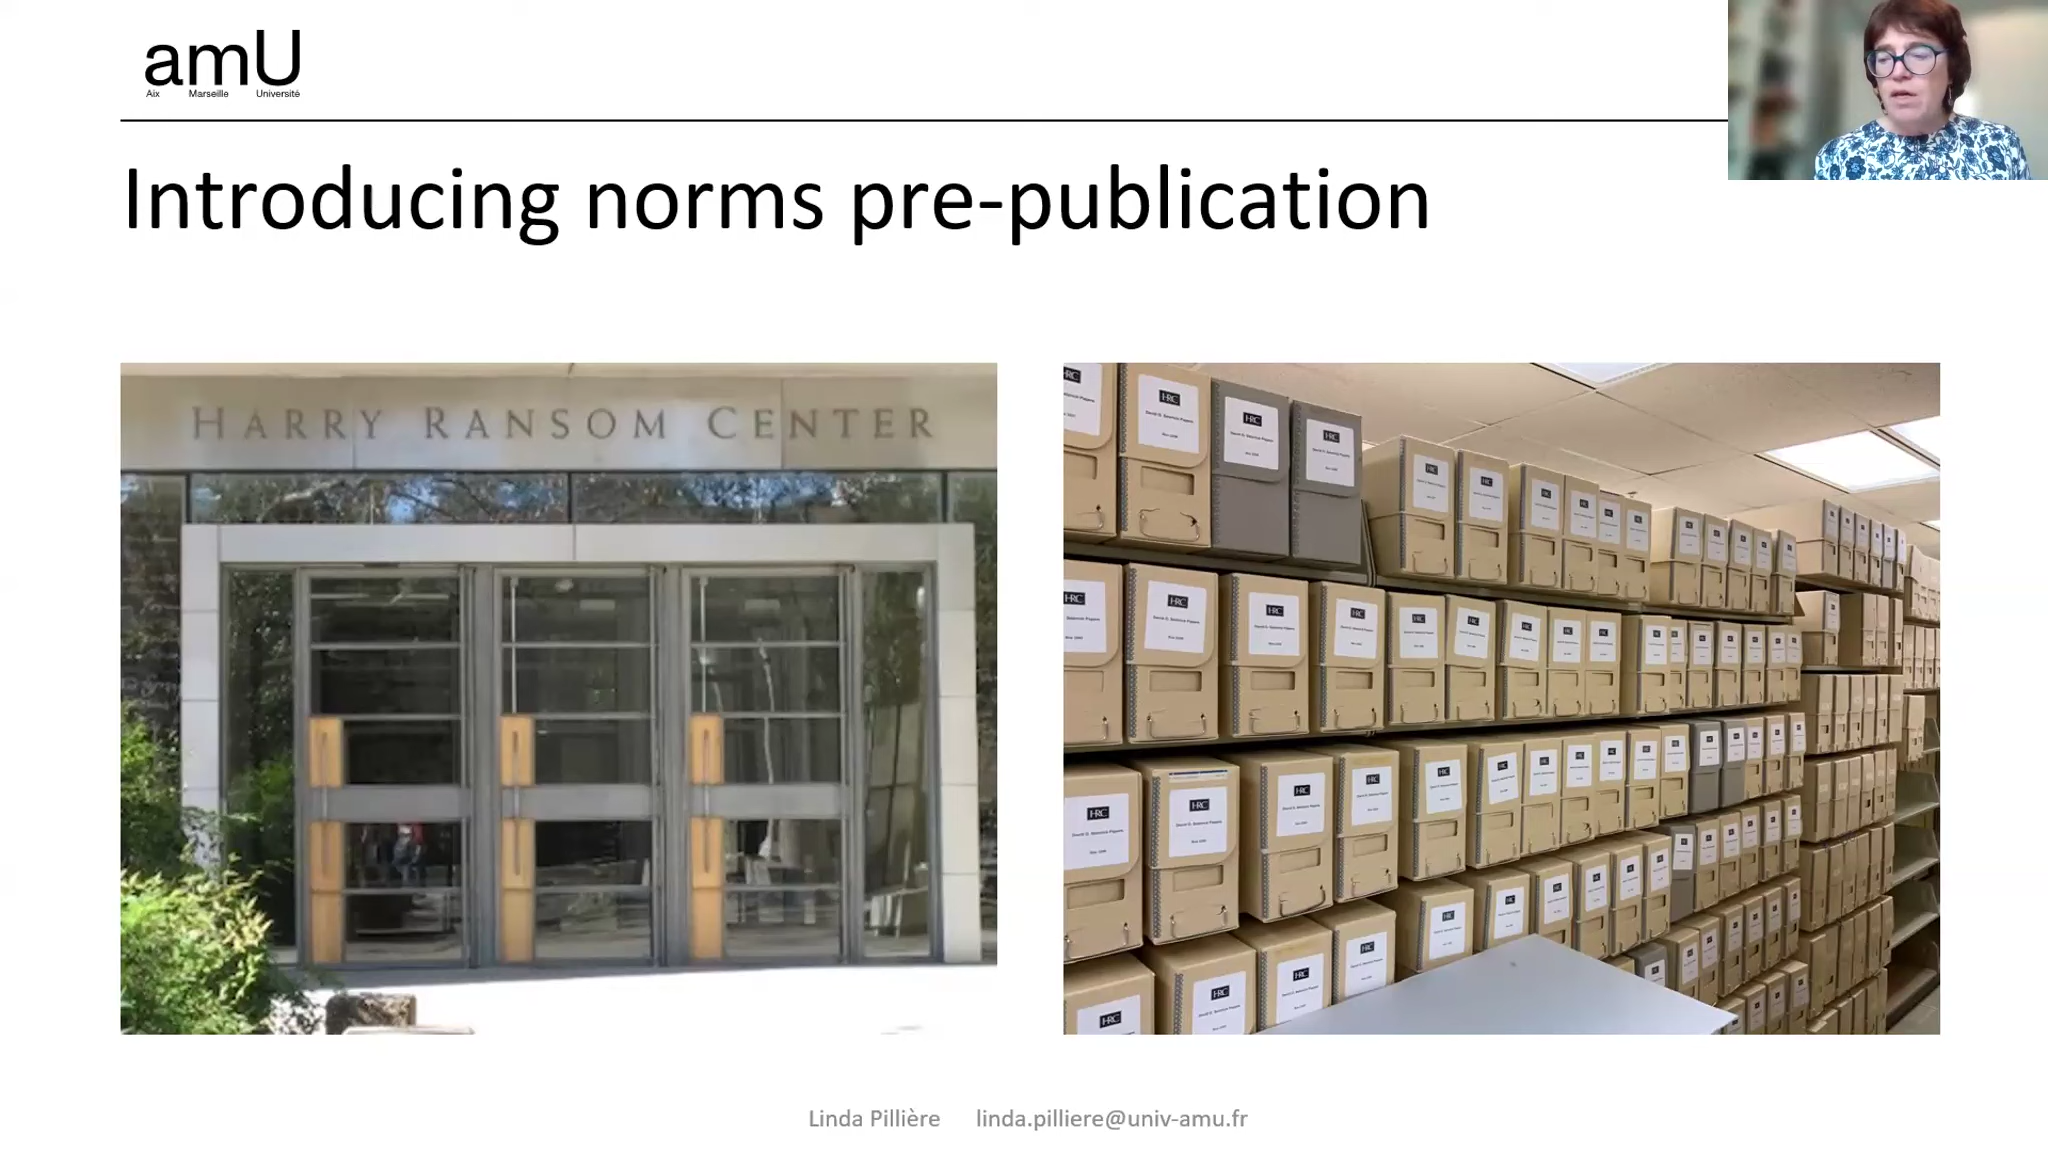 amU
Aix Marseille Université
Introducing norms pre-publication
HARRY RANSOM CENTER
HRC
Linda Pillière linda.pilliere@univ-amu.fr